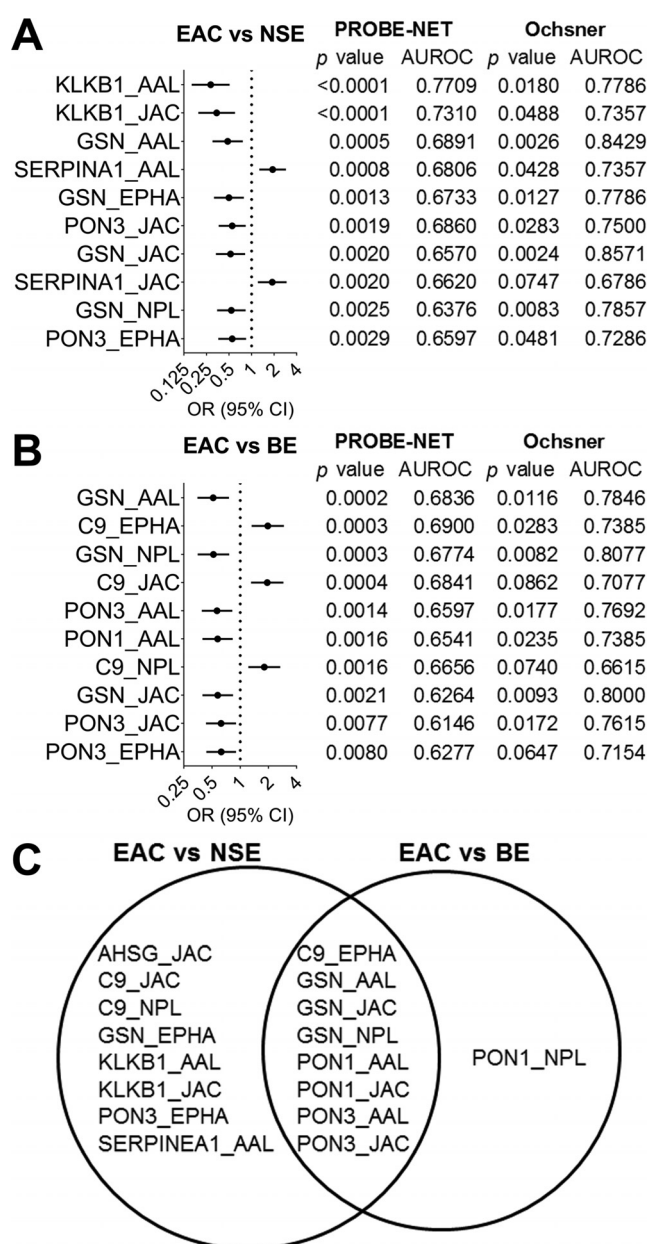 A
EAC vs NSE PROBE-NET Ochsner
p value AUROC p value AUROC
KLKB1_AAL <0.0001 0.7709 0.0180 0.7786
KLKB1_JAC <0.0001 0.7310 0.0488 0.7357
GSN_AAL 0.0005 0.6891 0.0026 0.8429
SERPINA1_AAL 0.0008 0.6806 0.0428 0.7357
GSN_EPHA 0.0013 0.6733 0.0127 0.7786
PON3_JAC 0.0019 0.6860 0.0283 0.7500
GSN_JAC 0.0020 0.6570 0.0024 0.8571
SERPINA1_JAC 0.0020 0.6620 0.0747 0.6786
GSN_NPL 0.0025 0.6376 0.0083 0.7857
PON3_EPHA 0.0029 0.6597 0.0481 0.7286
0.125 0.25 0.5 1 2 4
OR (95% CI)
B
EAC vs BE PROBE-NET Ochsner
p value AUROC p value AUROC
GSN_AAL 0.0002 0.6836 0.0116 0.7846
C9_EPHA 0.0003 0.6900 0.0283 0.7385
GSN_NPL 0.0003 0.6774 0.0082 0.8077
C9_JAC 0.0004 0.6841 0.0862 0.7077
PON3_AAL 0.0014 0.6597 0.0177 0.7692
PON1_AAL 0.0016 0.6541 0.0235 0.7385
C9_NPL 0.0016 0.6656 0.0740 0.6615
GSN_JAC 0.0021 0.6264 0.0093 0.8000
PON3_JAC 0.0077 0.6146 0.0172 0.7615
PON3_EPHA 0.0080 0.6277 0.0647 0.7154
0.25 0.5 1 2 4
OR (95% CI)
C
EAC vs NSE EAC vs BE
AHSG_JAC
C9_JAC
C9_NPL
GSN_EPHA
KLKB1_AAL
KLKB1_JAC
PON3_EPHA
SERPINEA1_AAL
C9_EPHA
GSN_AAL
GSN_JAC
GSN_NPL
PON1_AAL
PON1_JAC
PON3_AAL
PON3_JAC
PON1_NPL